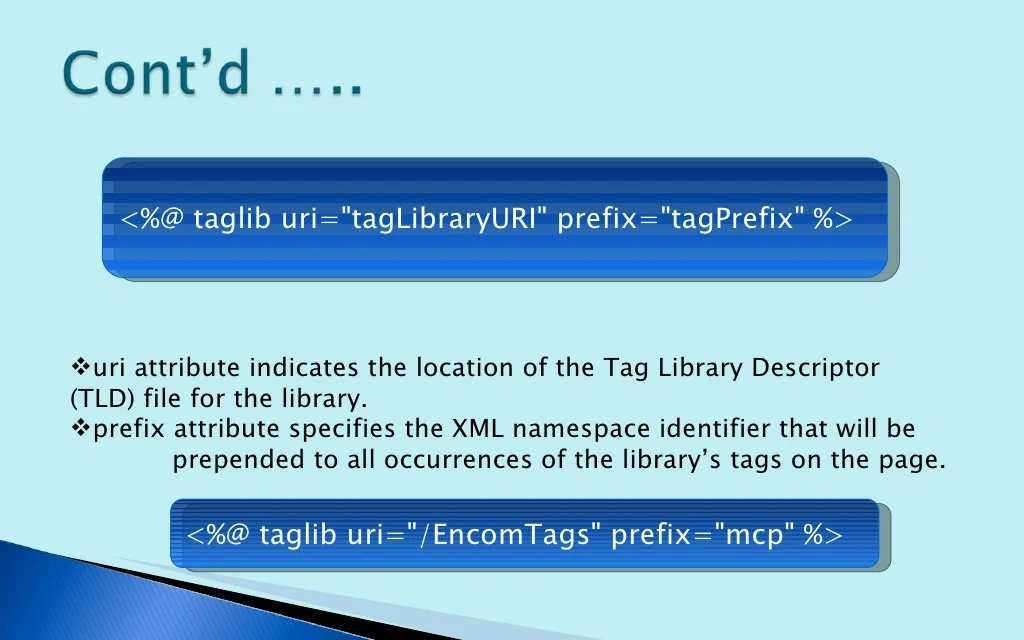 Cont’d …..
<%@ taglib uri="tagLibraryURI" prefix="tagPrefix" %>
❖uri attribute indicates the location of the Tag Library Descriptor
(TLD) file for the library.
❖prefix attribute specifies the XML namespace identifier that will be
prepended to all occurrences of the library’s tags on the page.
<%@ taglib uri="/EncomTags" prefix="mcp" %>